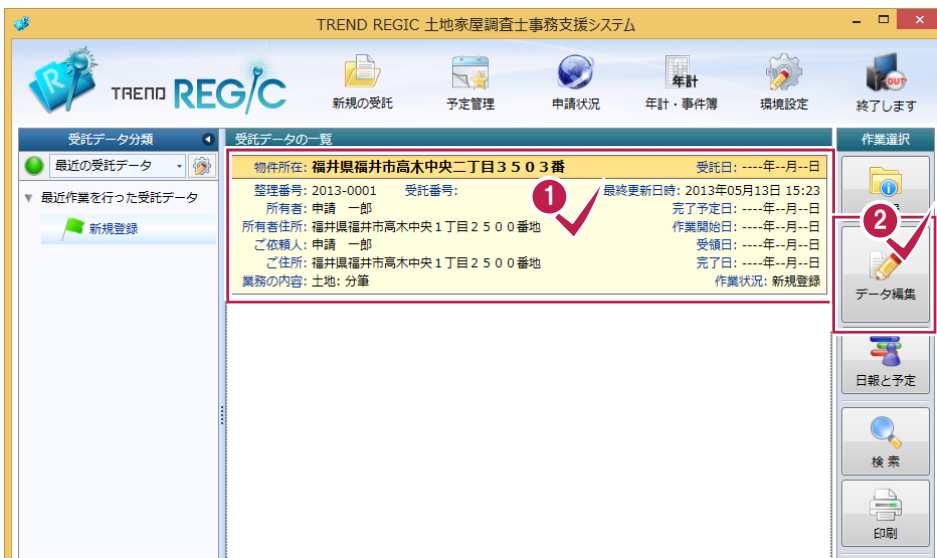 TREND REGIC 土地家屋調査士事務支援システム
TREND REGIC
新規の受託
予定管理
申請状況
年計
年計・事件簿
環境設定
OUT
終了します
受託データ分類
受託データの一覧
作業選択
最近の受託データ
最近作業を行った受託データ
新規登録
物件所在: 福井県福井市高木中央二丁目3503番 受託日: ----年--月--日
整理番号: 2013-0001 受託番号: 最終更新日時: 2013年05月13日 15:23
所有者: 申請 一郎 完了予定日: ----年--月--日
所有者住所: 福井県福井市高木中央1丁目2500番地 作業開始日: ----年--月--日
ご依頼人: 申請 一郎 受領日: ----年--月--日
ご住所: 福井県福井市高木中央1丁目2500番地 完了日: ----年--月--日
業務の内容: 土地: 分筆 作業状況: 新規登録
1
2
データ編集
日報と予定
検索
印刷